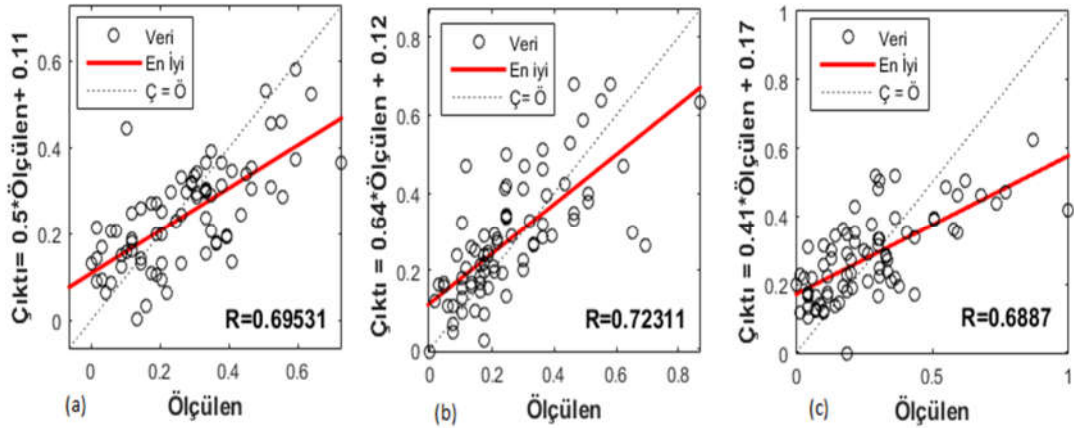 Çıktı= 0.5*Ölçülen+ 0.11
0.6
0.4
0.2
0
Veri
En İyi
Ç = Ö
R=0.69531
0
0.2
0.4
0.6
(a)
Ölçülen
Çıktı = 0.64*Ölçülen + 0.12
0.8
0.6
0.4
0.2
0
Veri
En iyi
Ç = Ö
R=0.72311
0
0.2
0.4
0.6
0.8
(b)
Ölçülen
Çıktı = 0.41*Ölçülen + 0.17
1
0.8
0.6
0.4
0.2
0
Veri
En İyi
Ç = Ö
R=0.6887
0
0.5
1
(c)
Ölçülen